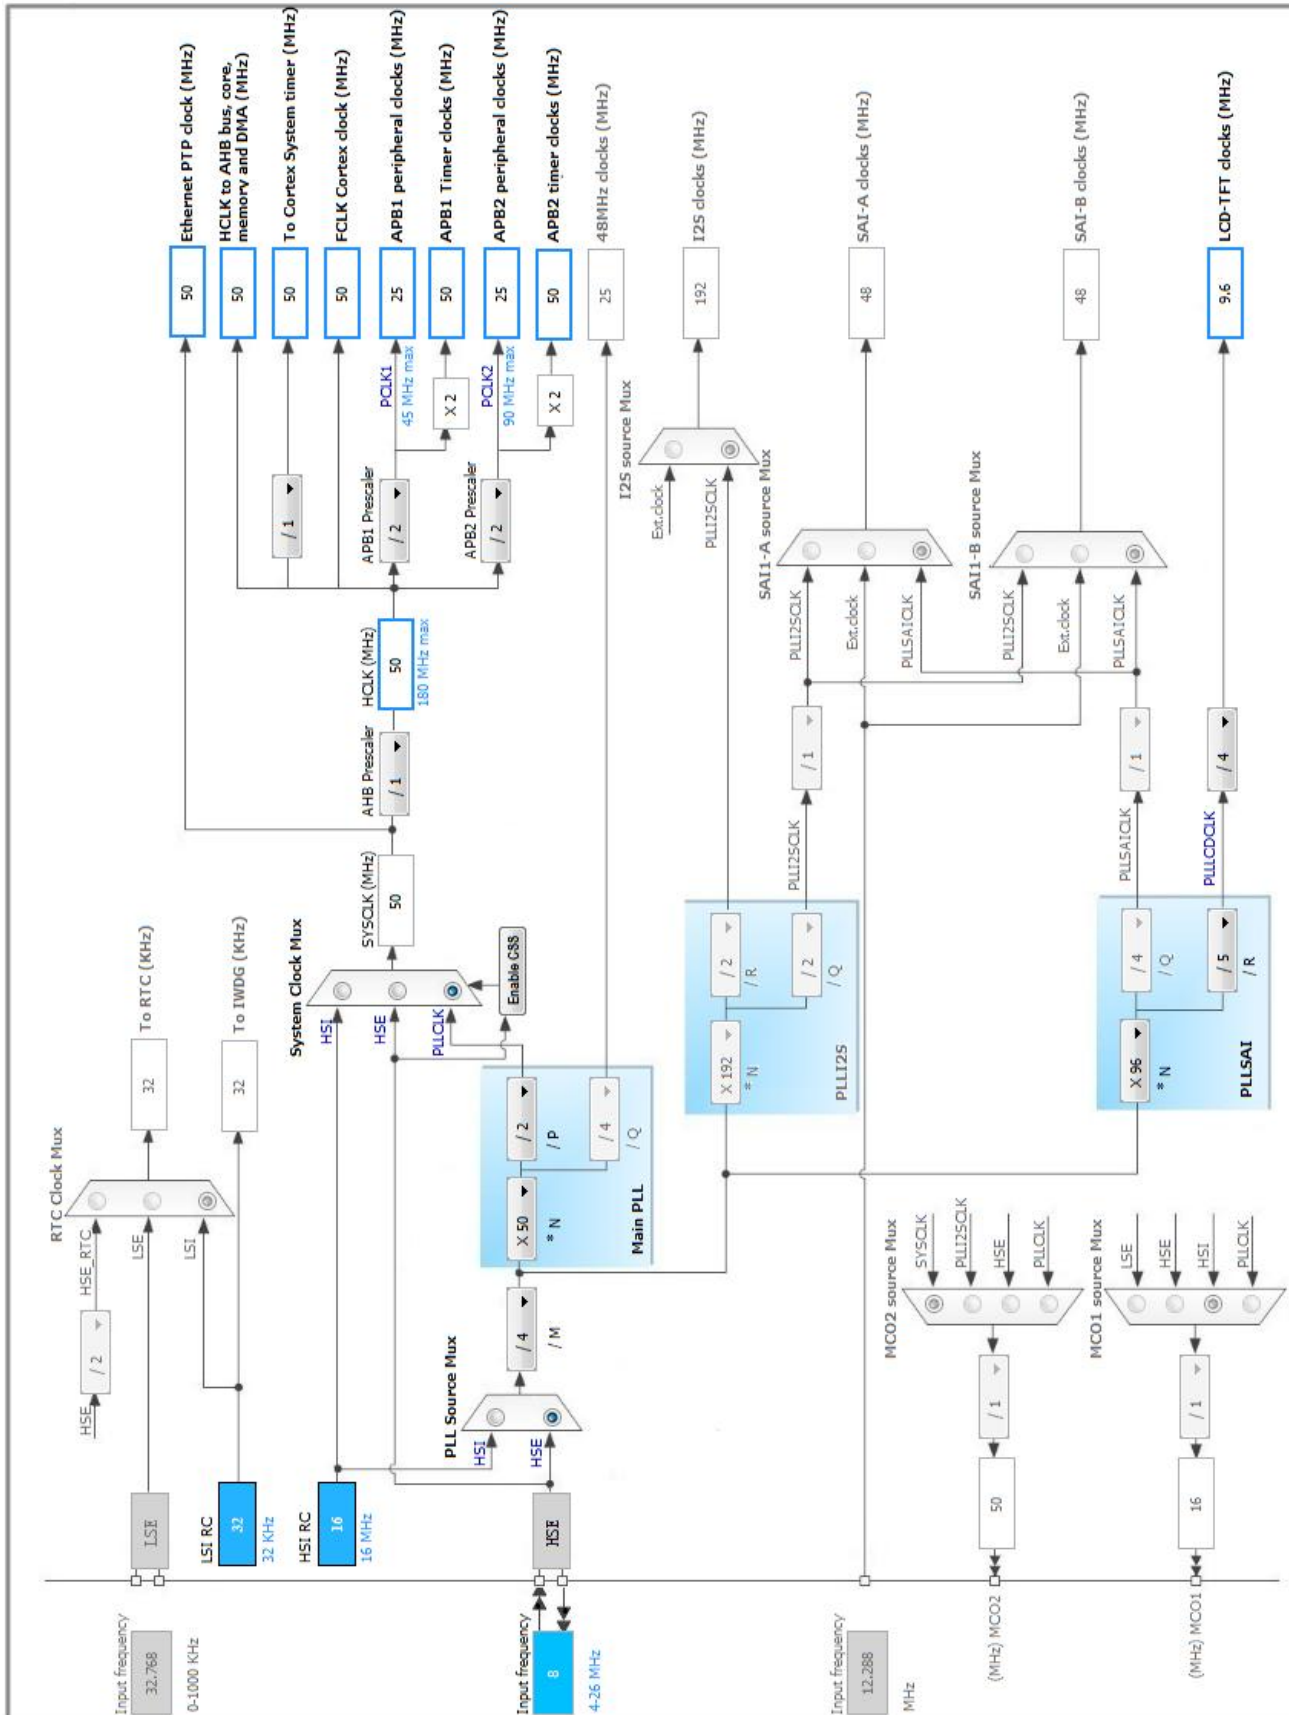 Input frequency
32.768
0-1000 KHz
LSE
LSI RC
32
32 KHz
HSI RC
16
16 MHz
Input frequency
8
4-26 MHz
HSE
Input frequency
12.288
MHz
HSE
/ 2
HSE_RTC
LSE
LSI
RTC Clock Mux
32
To RTC (KHz)
32
To IWDG (KHz)
PLL Source Mux
HSI
HSE
/ 4
/ M
X 50
* N
/ 2
/ P
/ 4
/ Q
Main PLL
System Clock Mux
HSI
HSE
PLLCLK
Enable CSS
SYSCLK (MHz)
50
AHB Prescaler
/ 1
HCLK (MHz)
50
180 MHz max
/ 1
APB1 Prescaler
/ 2
PCLK1
45 MHz max
X 2
APB2 Prescaler
/ 2
PCLK2
90 MHz max
X 2
50
Ethernet PTP clock (MHz)
50
HCLK to AHB bus, core,
memory and DMA (MHz)
50
To Cortex System timer (MHz)
50
FCLK Cortex clock (MHz)
25
APB1 peripheral clocks (MHz)
50
APB1 Timer clocks (MHz)
25
APB2 peripheral clocks (MHz)
50
APB2 timer clocks (MHz)
25
48MHz clocks (MHz)
X 192
* N
/ 2
/ R
/ 2
/ Q
PLLI2S
PLLI2SCLK
/ 1
I2S source Mux
Ext.clock
PLLI2SCLK
192
I2S clocks (MHz)
SAI1-A source Mux
PLLI2SCLK
Ext.clock
PLLSAICLK
48
SAI-A clocks (MHz)
SAI1-B source Mux
PLLI2SCLK
Ext.clock
PLLSAICLK
48
SAI-B clocks (MHz)
X 96
* N
/ 4
/ Q
/ 5
/ R
PLLSAI
PLLSAICLK
/ 1
PLLLCDCLK
/ 4
9.6
LCD-TFT clocks (MHz)
MCO2 source Mux
SYSCLK
PLLI2SCLK
HSE
PLLCLK
/ 1
50
(MHz) MCO2
MCO1 source Mux
LSE
HSE
HSI
PLLCLK
/ 1
16
(MHz) MCO1